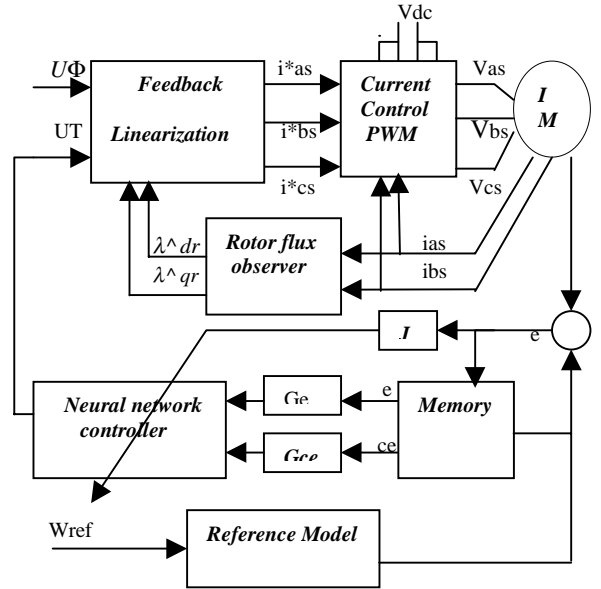 Vdc
UΦ
Feedback
Linearization
i*as
i*bs
i*cs
Current
Control
PWM
Vas
Vbs
Vcs
I
M
UT
λ^ dr
λ^ qr
Rotor flux
observer
ias
ibs
J
e
Neural network
controller
Ge
Gce
e
ce
Memory
Wref
Reference Model